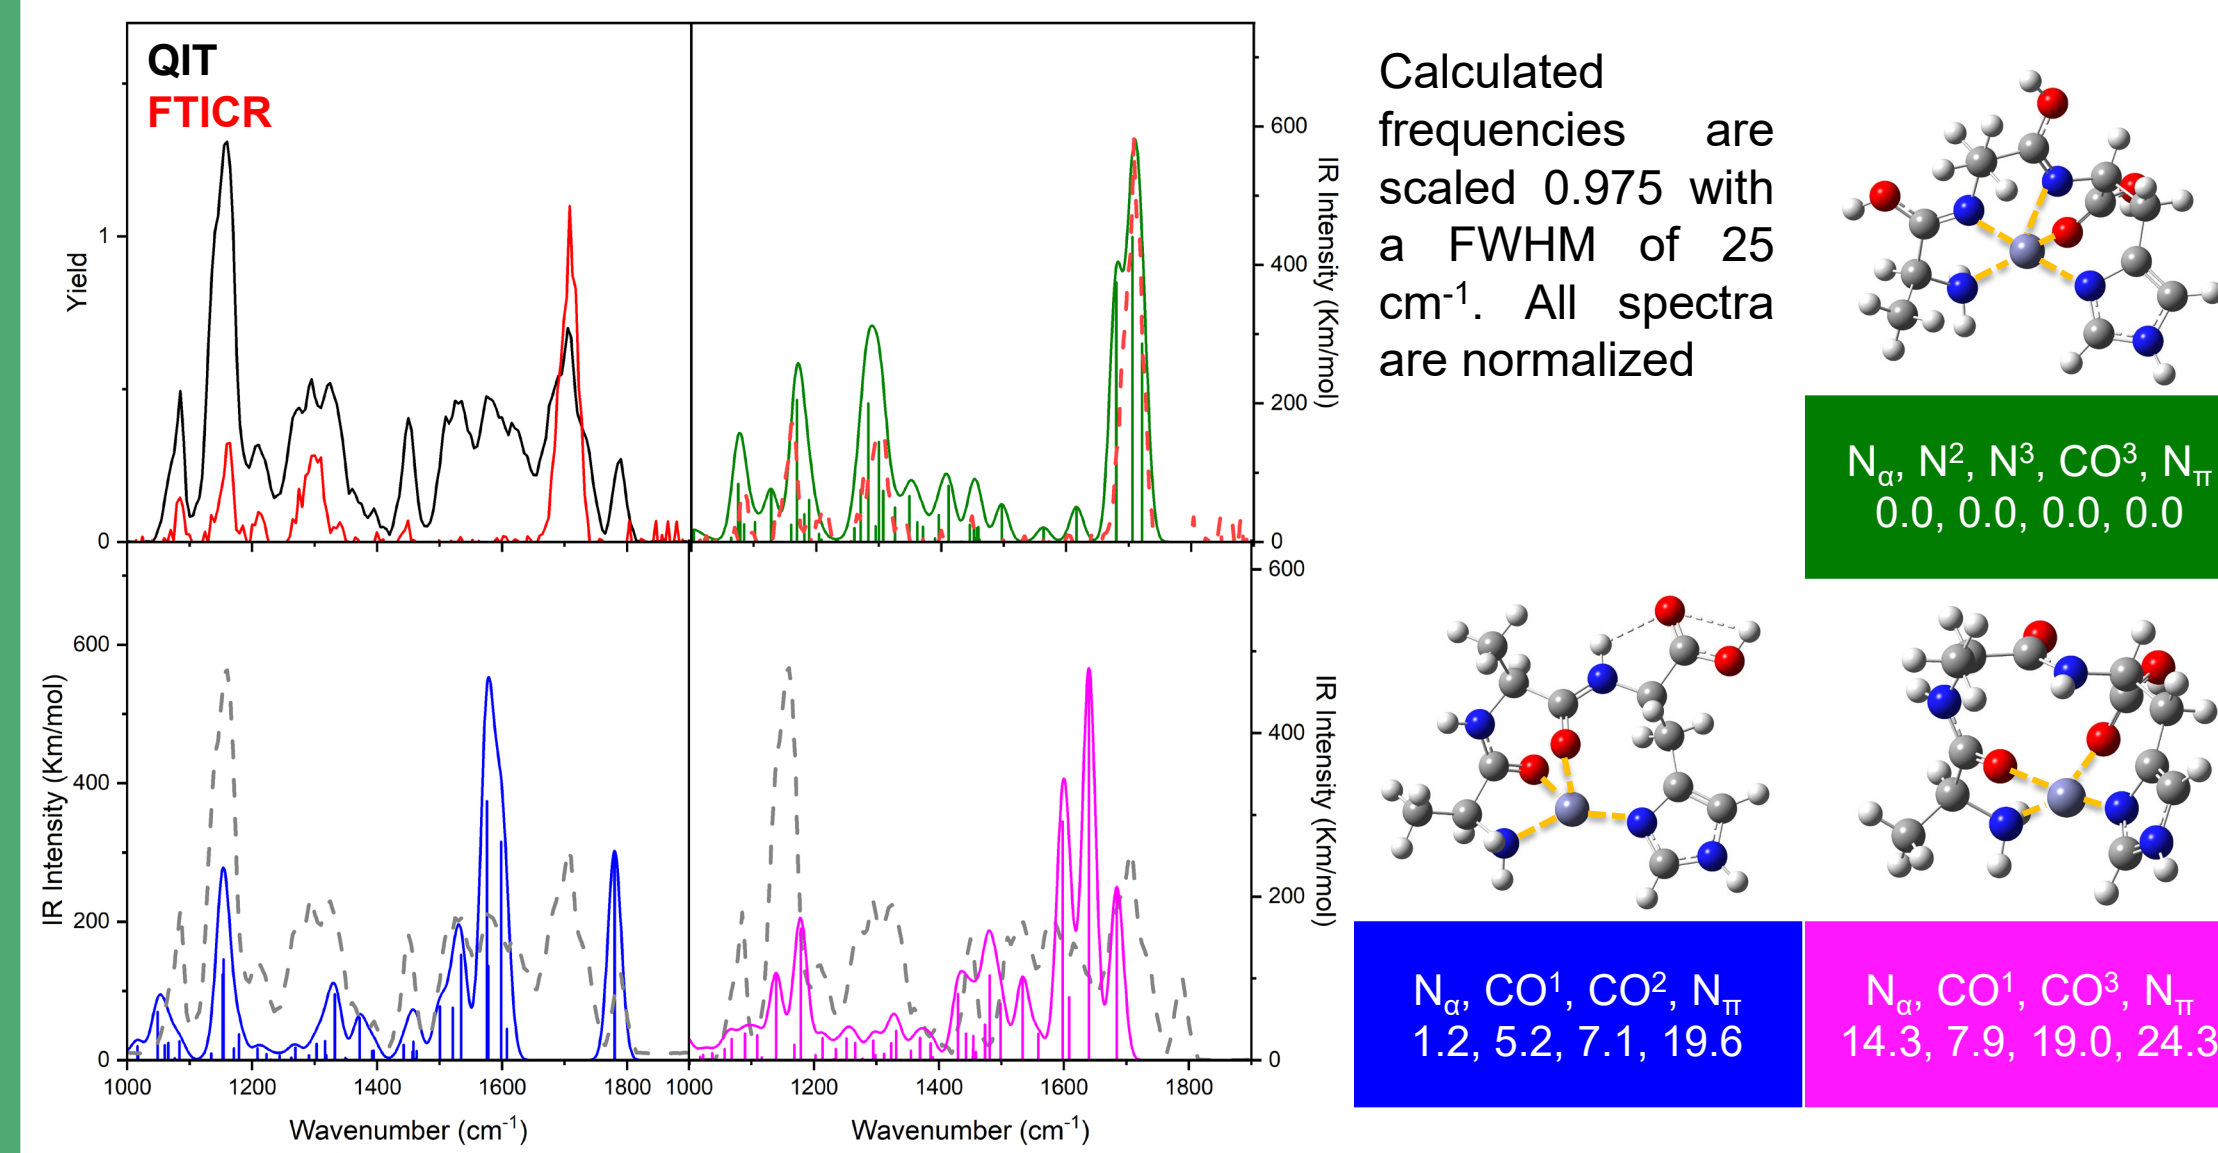 QIT
FTICR
Yield
1
0
600
400
200
0
IR Intensity (Km/mol)
Calculated
frequencies are
scaled 0.975 with
a FWHM of 25
cm⁻¹. All spectra
are normalized
Nα, N², N³, CO³, Nπ
0.0, 0.0, 0.0, 0.0
IR Intensity (Km/mol)
600
400
200
0
1000 1200 1400 1600 1800
Wavenumber (cm⁻¹)
600
400
200
0
IR Intensity (Km/mol)
1000 1200 1400 1600 1800
Wavenumber (cm⁻¹)
Nα, CO¹, CO², Nπ
1.2, 5.2, 7.1, 19.6
Nα, CO¹, CO³, Nπ
14.3, 7.9, 19.0, 24.3